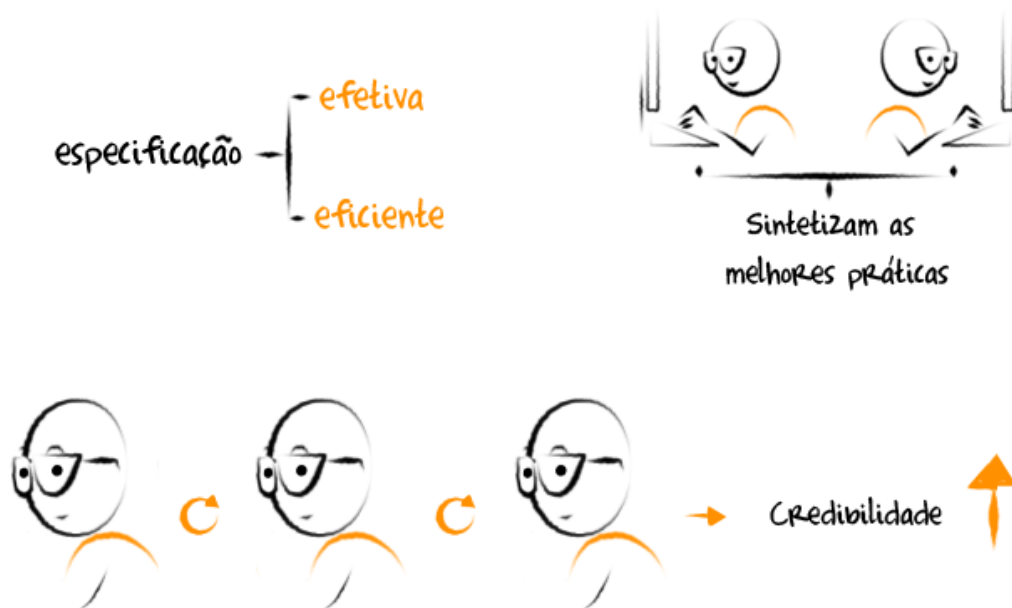 efetiva
especificação
eficiente
Sintetizam as
melhores práticas
Credibilidade